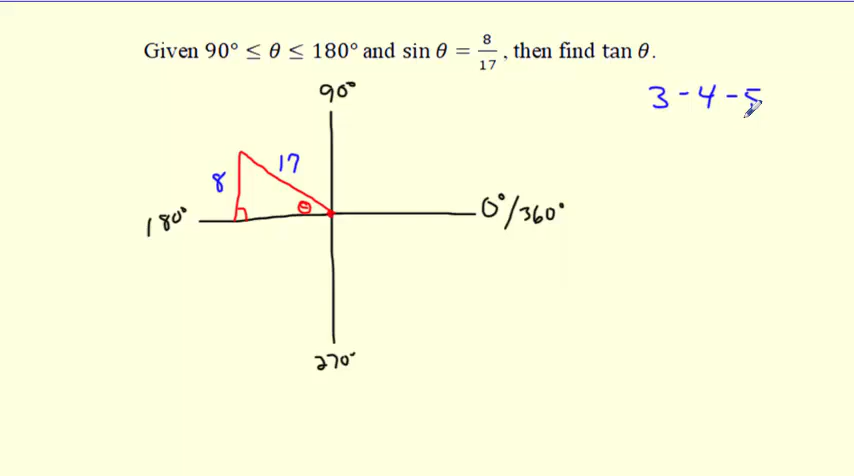 Given 90° ≤ θ ≤ 180° and sin θ = 8/17, then find tan θ.
3 - 4 - 5
90°
17
8
θ
180°
0°/360°
270°